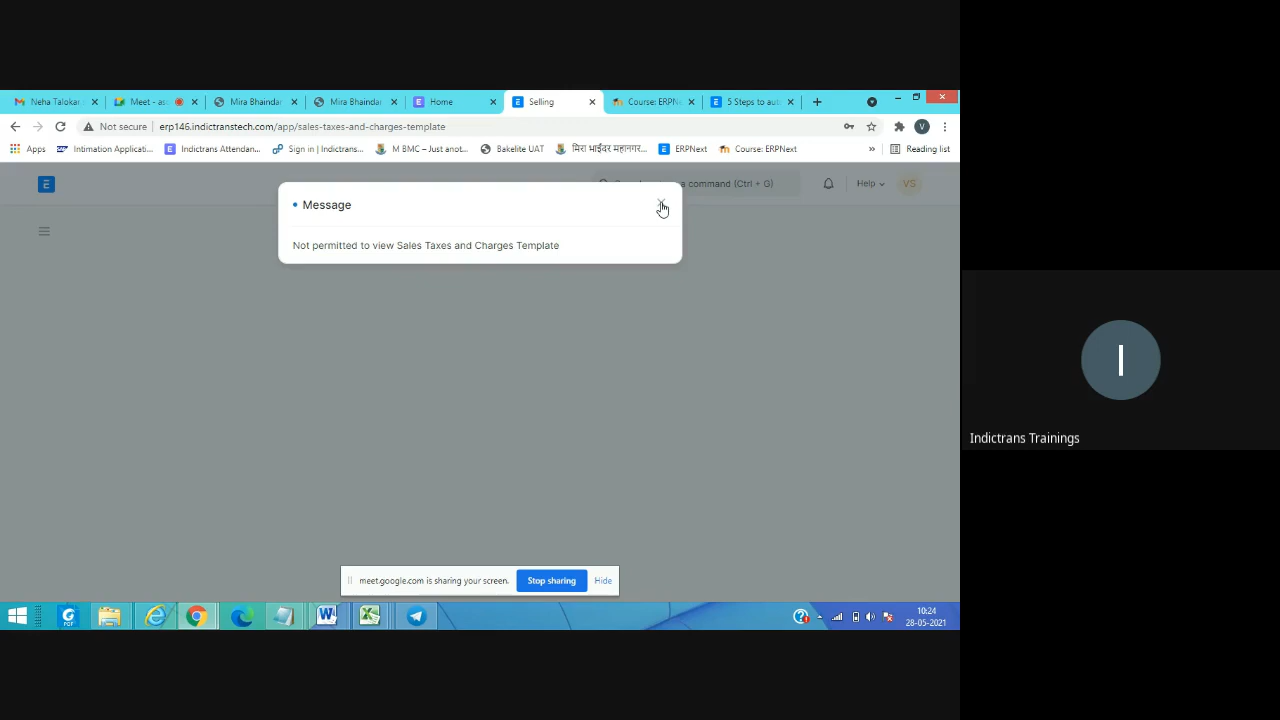 Neha Talokar
Meet - as
Mira Bhaindar
Mira Bhaindar
Home
Selling
Course: ERPNe
5 Steps to aut
Not secure
erp146.indictranstech.com/app/sales-taxes-and-charges-template
Apps
Intimation Applicati...
Indictrans Attendan...
Sign in | Indictrans...
M BMC – Just anot...
Bakelite UAT
मिरा भाईंदर महानगर...
ERPNext
Course: ERPNext
»
Reading list
a command (Ctrl + G)
Help
VS
Message
Not permitted to view Sales Taxes and Charges Template
I
Indictrans Trainings
meet.google.com is sharing your screen.
Stop sharing
Hide
10:24
28-05-2021